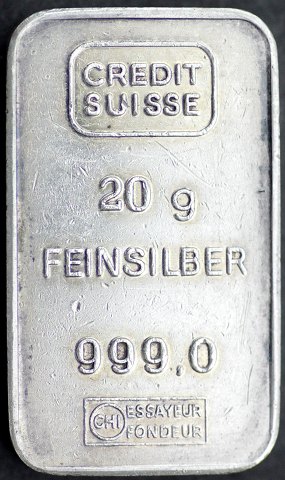 CREDIT
SUISSE
20 g
FEINSILBER
999,0
CHI ESSAYEUR
FONDEUR